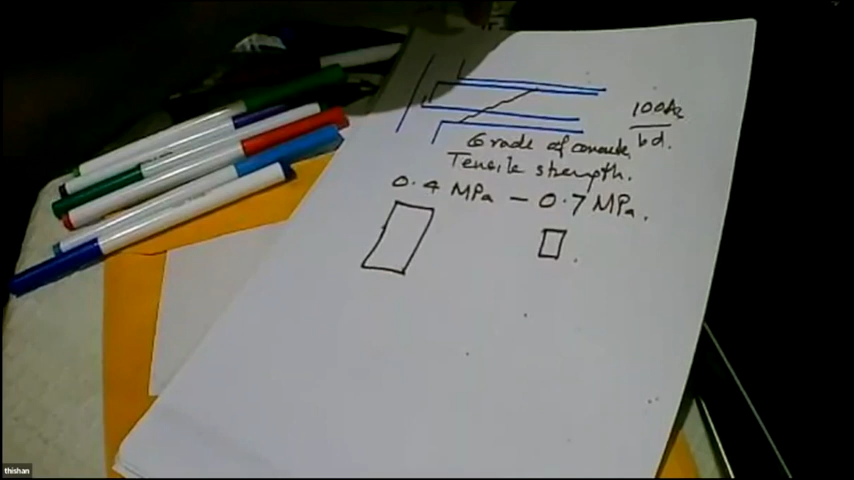 100As
bd.
Grade of concrete
Tensile strength.
0.4 MPa - 0.7 MPa.
thishan